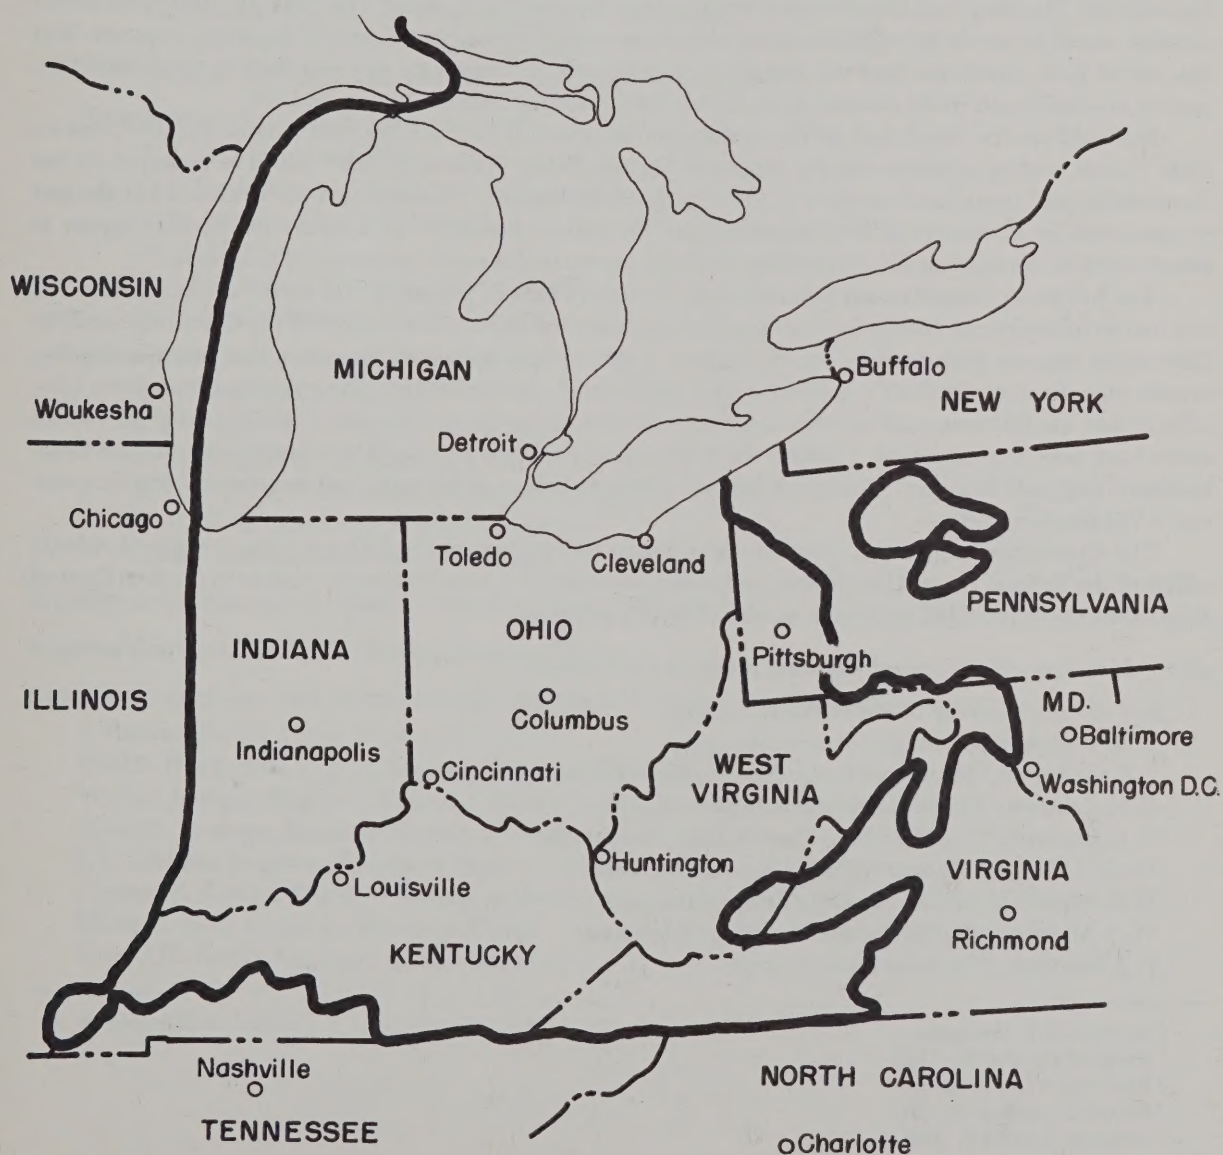 WISCONSIN
MICHIGAN
Waukesha
Buffalo
NEW YORK
Detroit
Chicago
Toledo
Cleveland
PENNSYLVANIA
OHIO
INDIANA
Pittsburgh
ILLINOIS
Columbus
MD.
Indianapolis
Baltimore
Cincinnati
WEST
VIRGINIA
Washington D.C.
Huntington
Louisville
VIRGINIA
Richmond
KENTUCKY
Nashville
NORTH CAROLINA
TENNESSEE
Charlotte